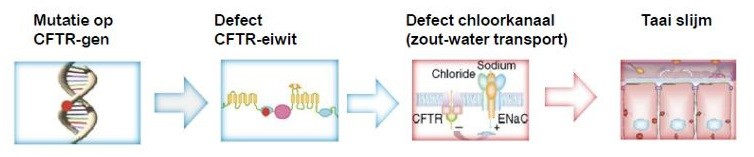 Mutatie op
CFTR-gen
Defect
CFTR-eiwit
Defect chloorkanaal
(zout-water transport)
Taai slijm
Sodium
Chloride
CFTR
ENaC
− +